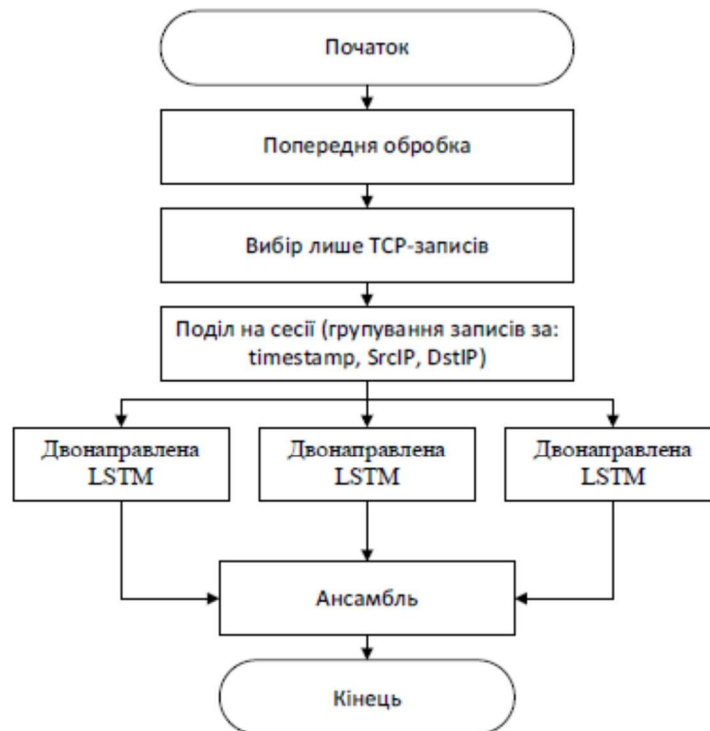 Початок
Попередня обробка
Вибір лише TCP-записів
Поділ на сесії (групування записів за:
timestamp, SrcIP, DstIP)
Двонаправлена
LSTM
Двонаправлена
LSTM
Двонаправлена
LSTM
Ансамбль
Кінець